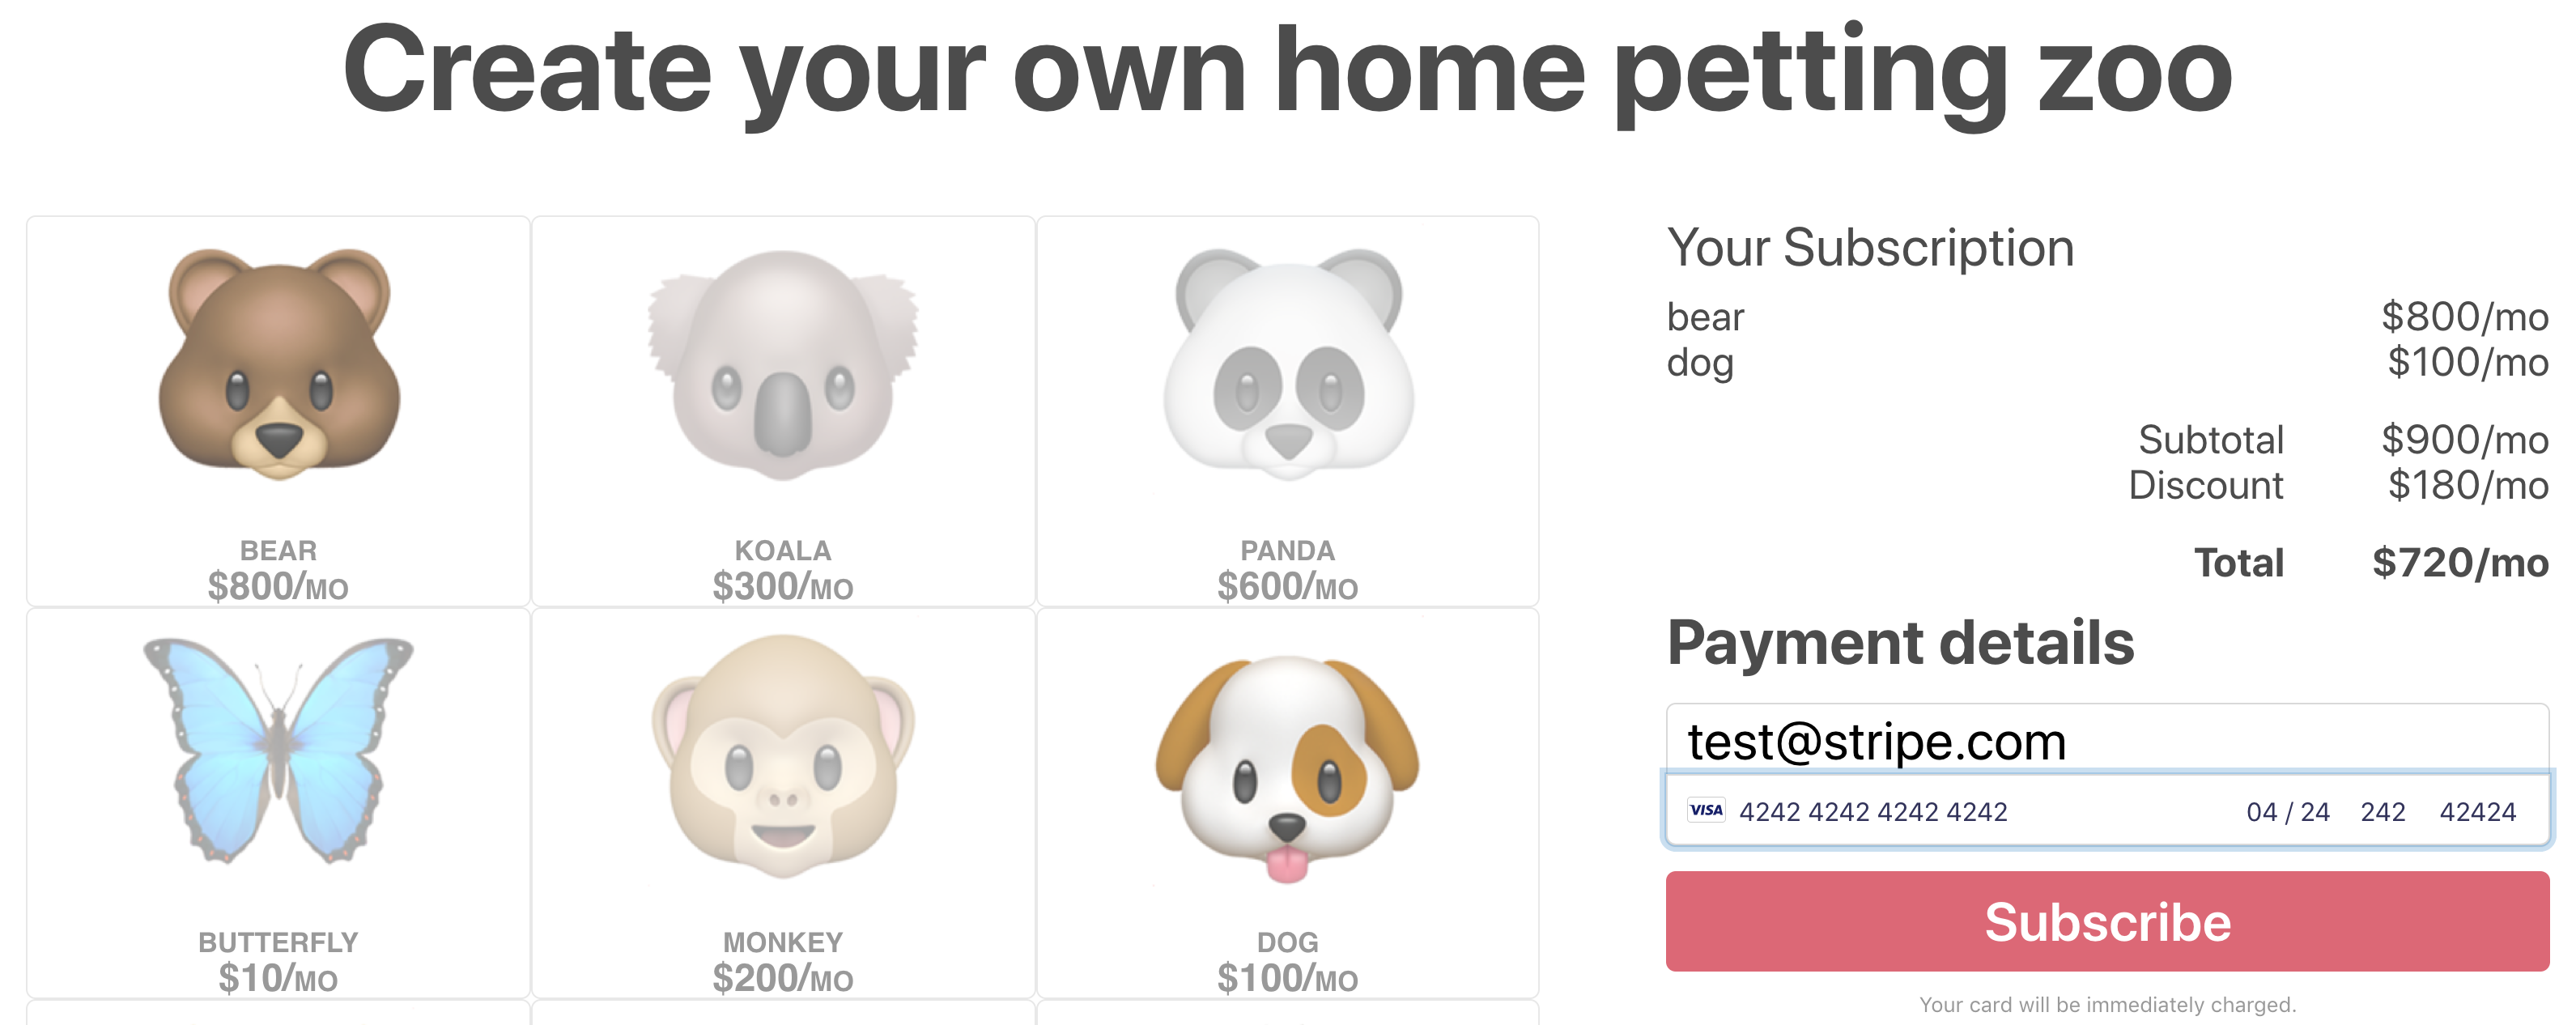 Create your own home petting zoo
BEAR
$800/MO
KOALA
$300/MO
PANDA
$600/MO
BUTTERFLY
$10/MO
MONKEY
$200/MO
DOG
$100/MO
Your Subscription
bear $800/mo
dog $100/mo
Subtotal $900/mo
Discount $180/mo
Total $720/mo
Payment details
test@stripe.com
VISA 4242 4242 4242 4242 04 / 24 242 42424
Subscribe
Your card will be immediately charged.